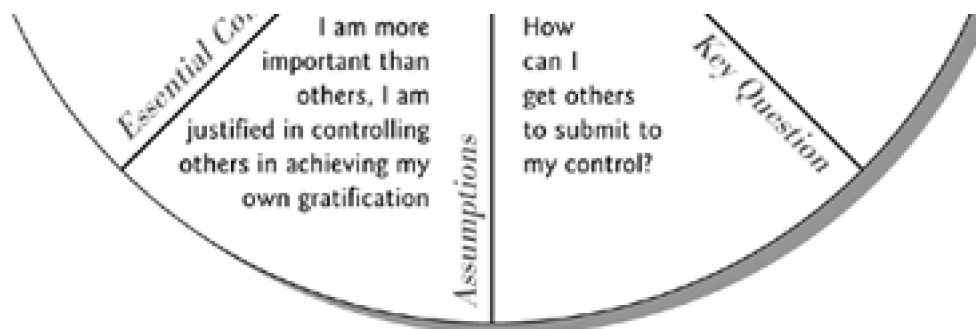 Essential
I am more
important than
others, I am
justified in controlling
others in achieving my
own gratification
Assumptions
How
can I
get others
to submit to
my control?
Key Question